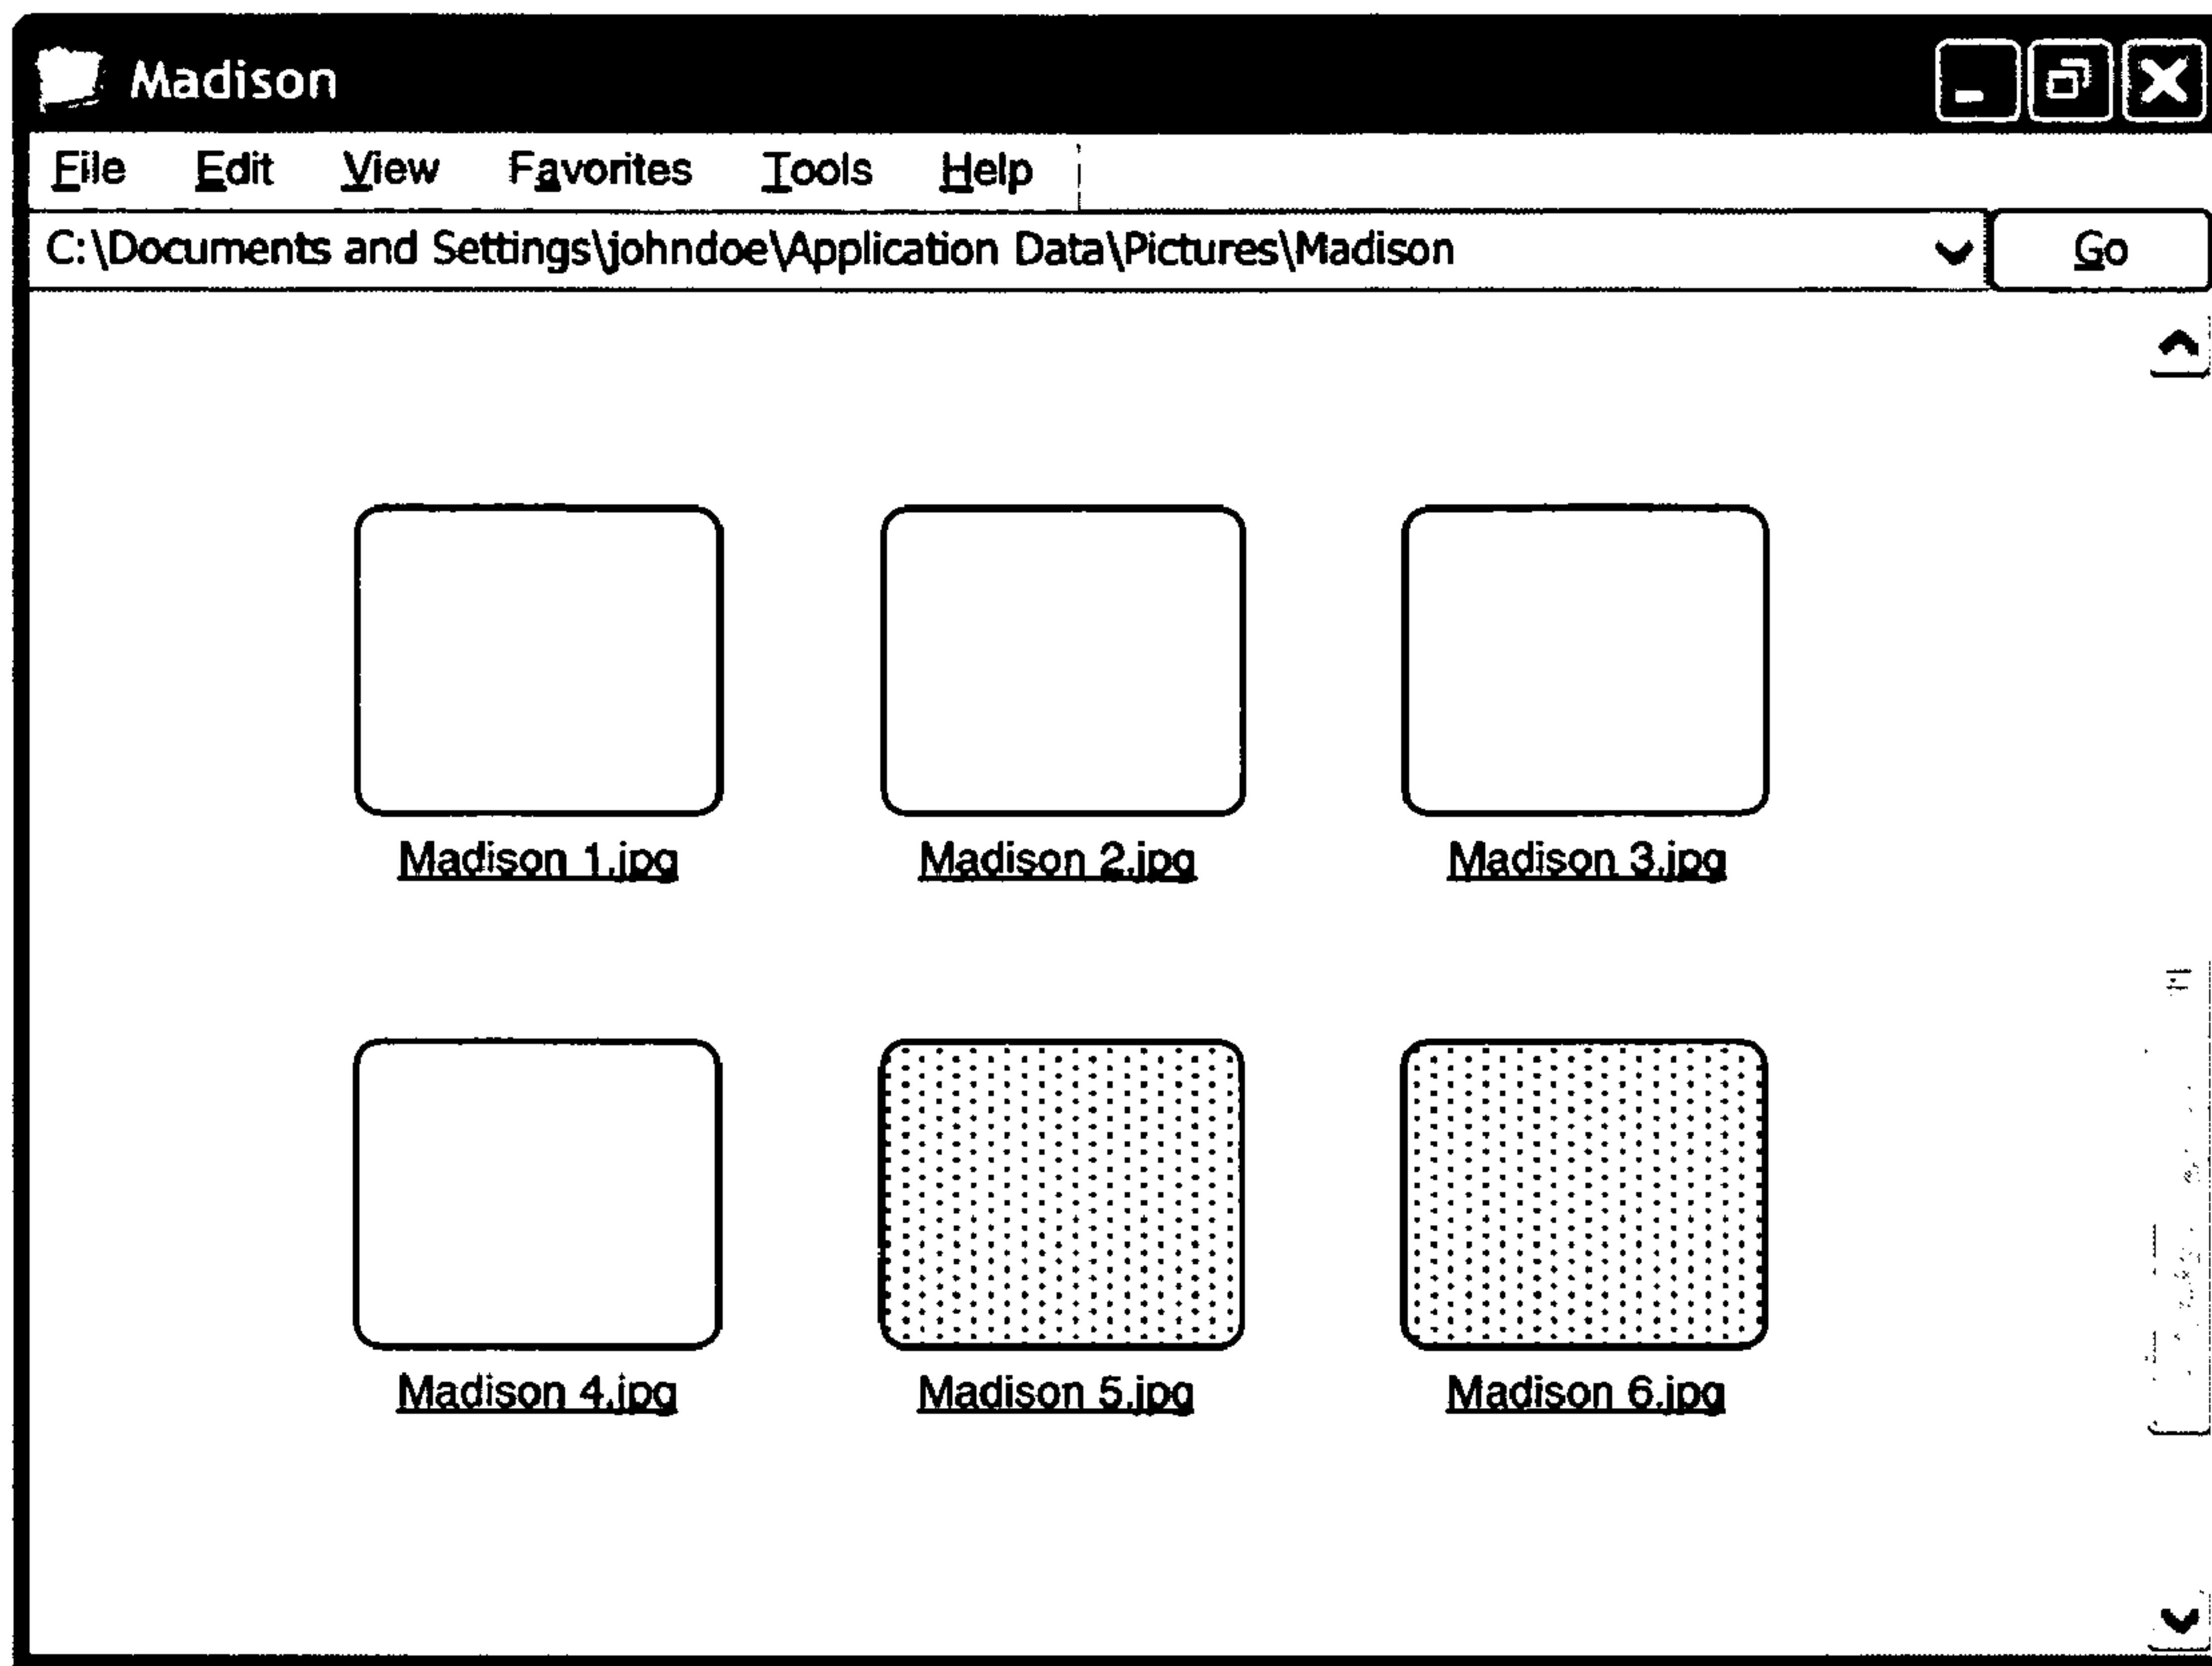 Madison
File Edit View Favorites Tools Help
C:\Documents and Settings\johndoe\Application Data\Pictures\Madison Go
Madison 1.jpg Madison 2.jpg Madison 3.jpg
Madison 4.jpg Madison 5.jpg Madison 6.jpg